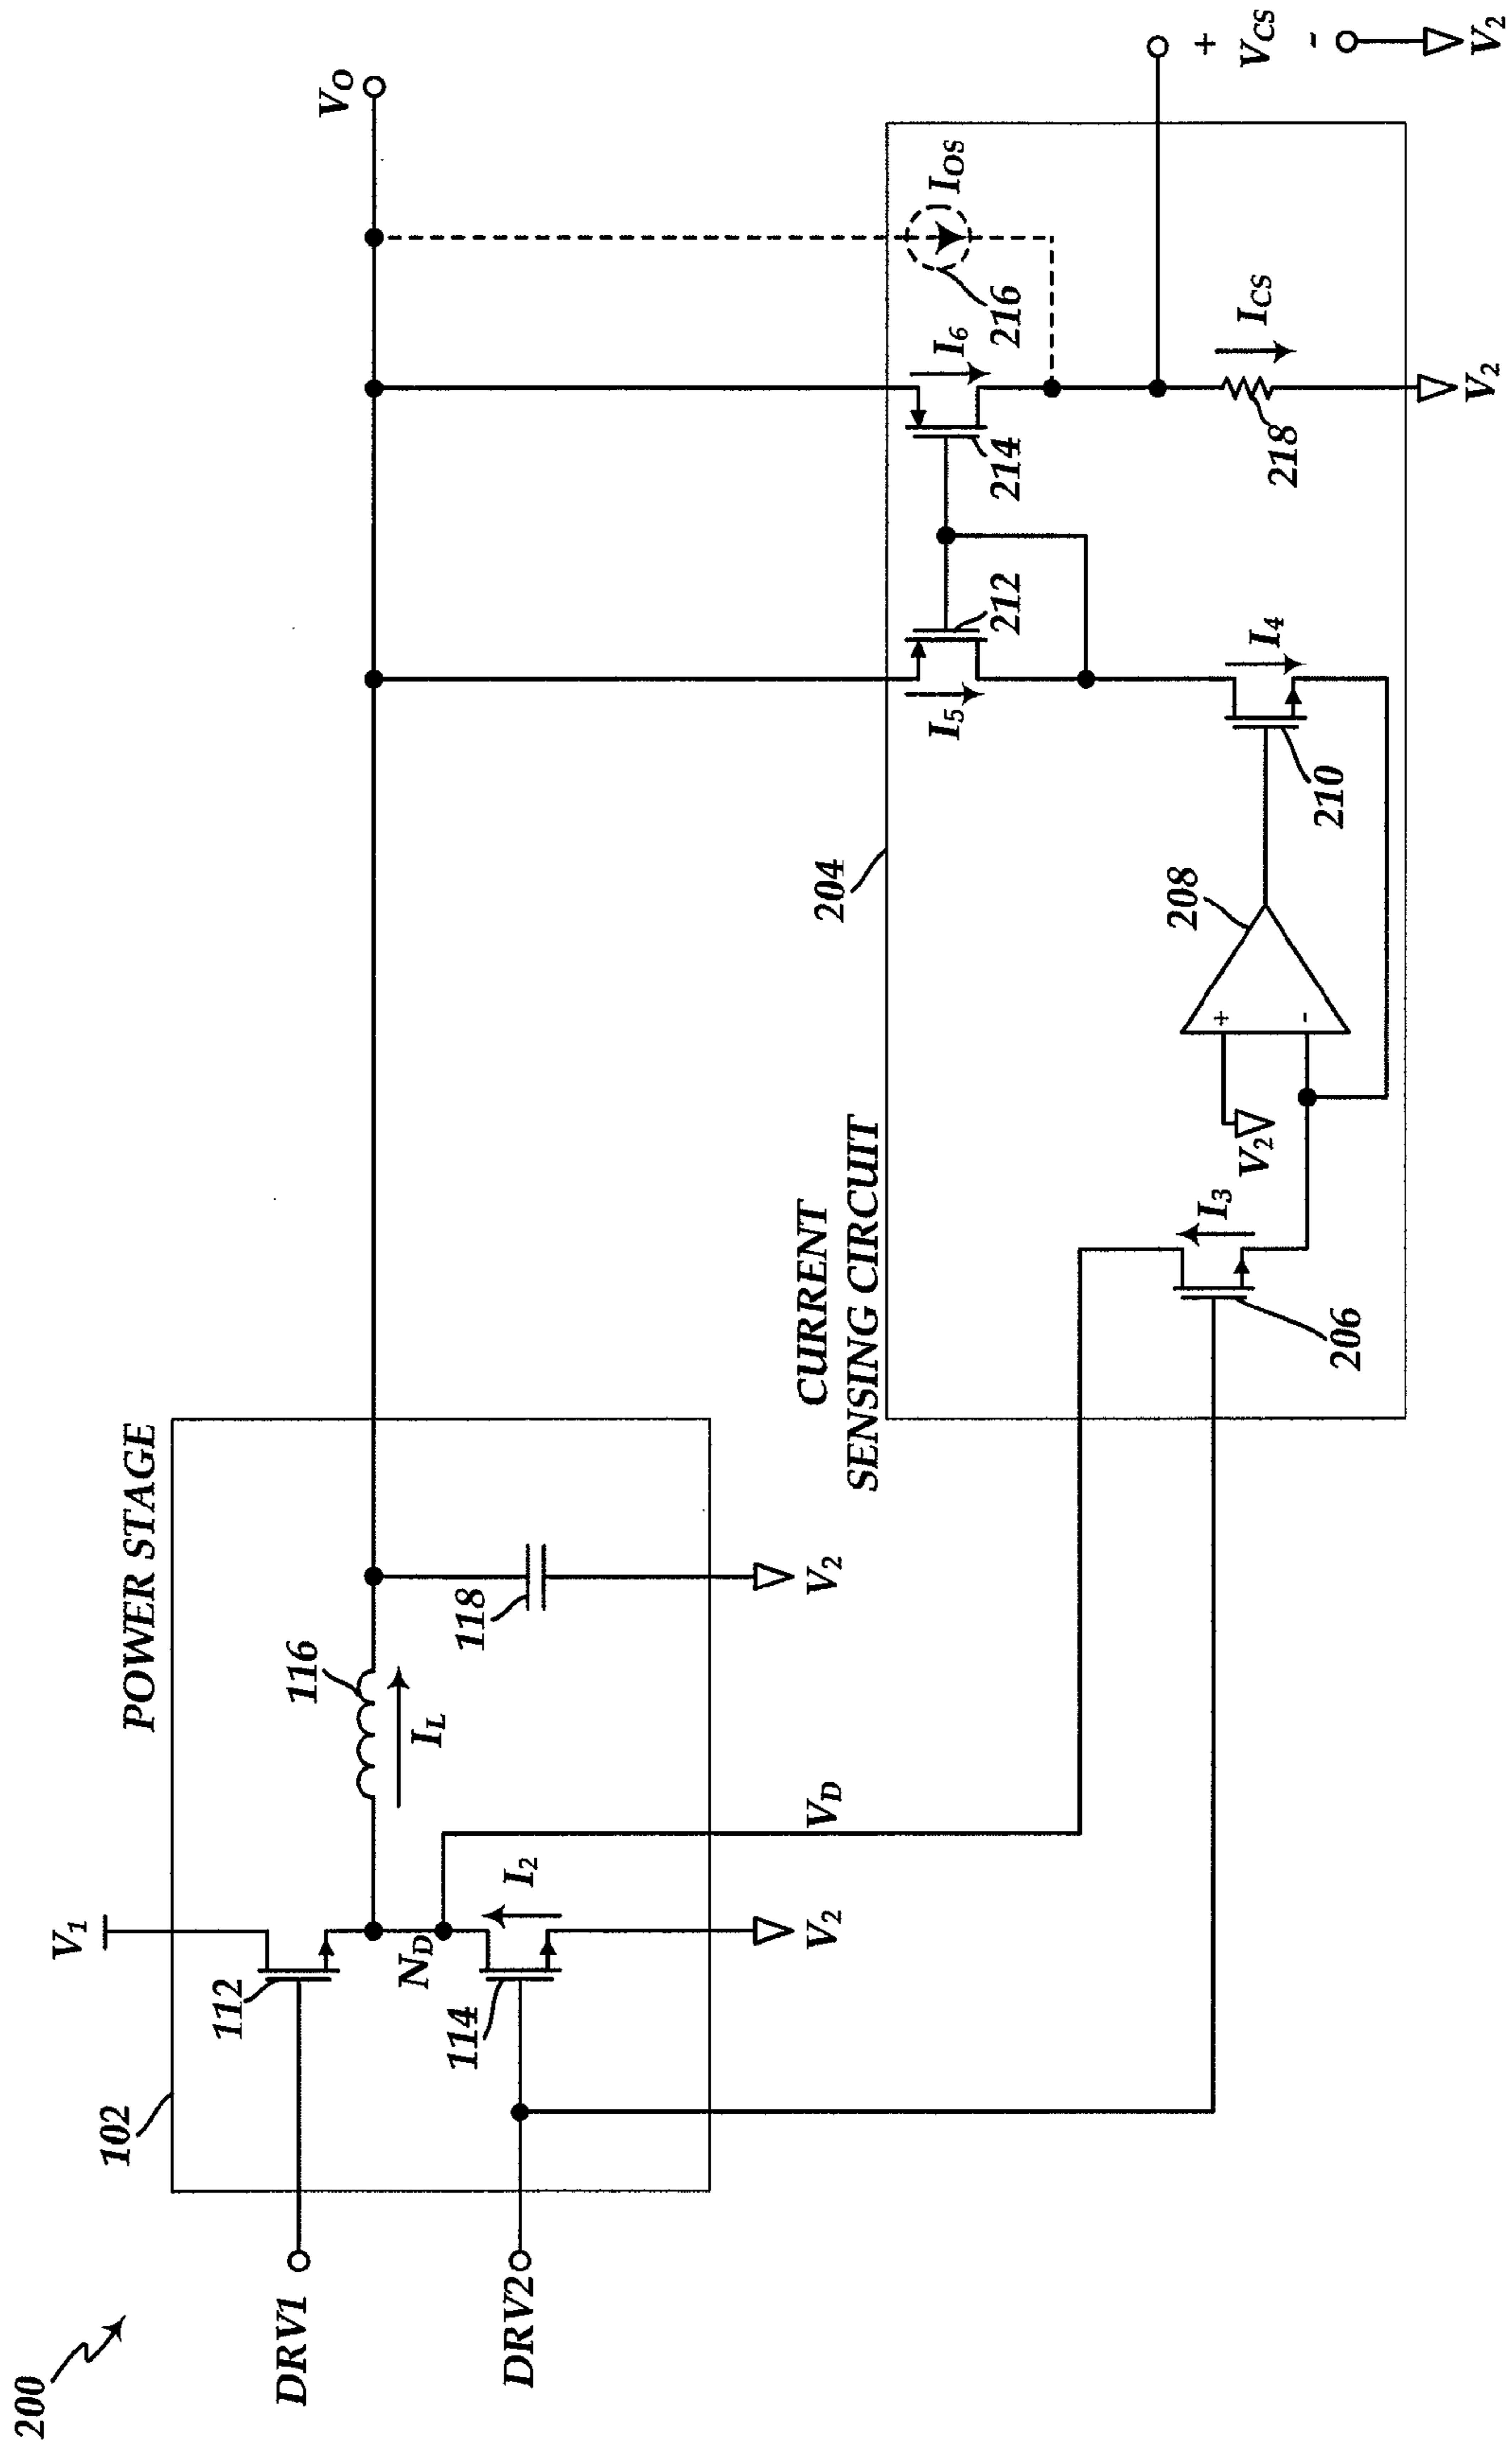 200
102
POWER STAGE
V1
VO
DRV1
112
116
IL
ND
118
DRV2
114
I2
V2
V2
VD
CURRENT
SENSING CIRCUIT
204
I5
212
214
I6
216
IOS
206
I3
V2
+
-
208
210
I4
218
ICS
V2
+
VCS
-
V2